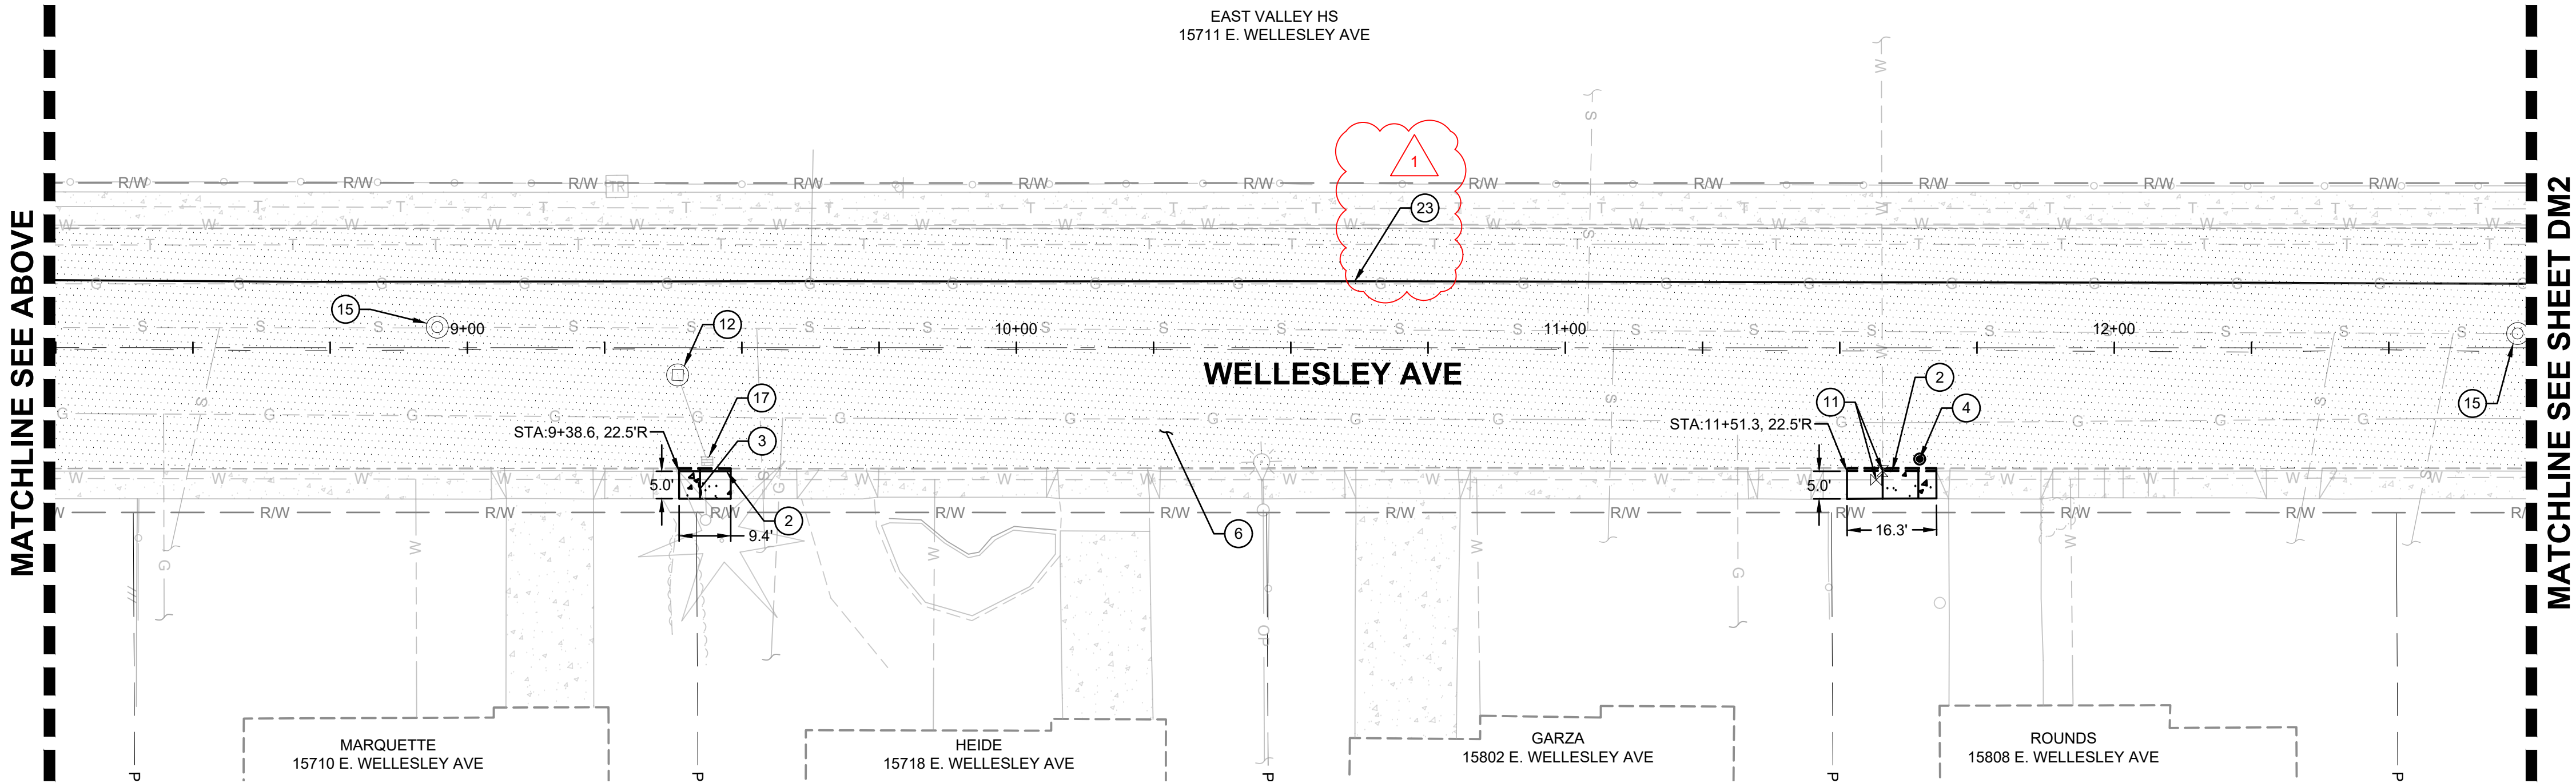 EAST VALLEY HS
15711 E. WELLESLEY AVE
1
R/W R/W R/W TR R/W R/W R/W R/W R/W R/W R/W R/W
23
T T T T T T T T T T T T T T T T
W W W W W W W W W W W W W W W W W
T T T T T T T T T T T T T T T T
G G G G G G G G G G G G G G G G G G
15
12
9+00
10+00
11+00
12+00
S S S S S S S S S S S S S S S S S
WELLESLEY AVE
17
2
11
4
15
G G G G G G G G G G G G G G
STA:9+38.6, 22.5'R
STA:11+51.3, 22.5'R
3
5.0'
5.0'
W W W W W W W W W W W W
R/W R/W R/W R/W R/W R/W R/W R/W R/W R/W
2
6
9.4'
16.3'
OP
MARQUETTE
15710 E. WELLESLEY AVE
HEIDE
15718 E. WELLESLEY AVE
GARZA
15802 E. WELLESLEY AVE
ROUNDS
15808 E. WELLESLEY AVE
P P P P P
MATCHLINE SEE ABOVE
MATCHLINE SEE SHEET DM2